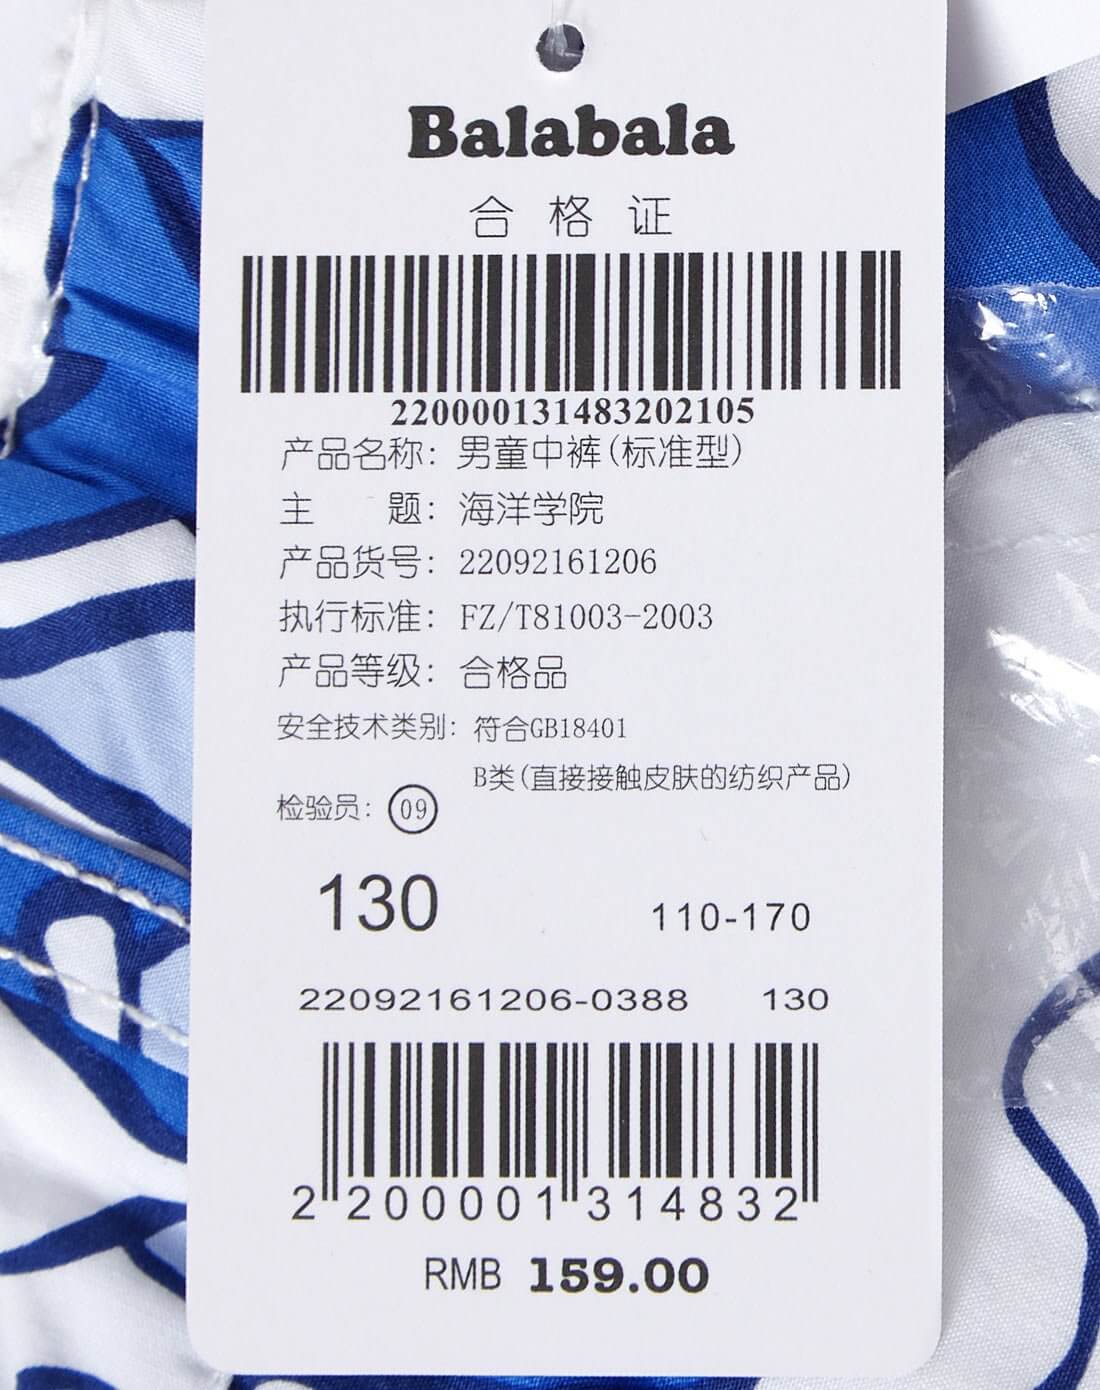 Balabala
合格证
220000131483202105
产品名称：男童中裤(标准型)
主 题：海洋学院
产品货号：22092161206
执行标准：FZ/T81003-2003
产品等级：合格品
安全技术类别：符合GB18401
B类(直接接触皮肤的纺织产品)
检验员：09
130 110-170
22092161206-0388 130
2 200001 314832
RMB 159.00